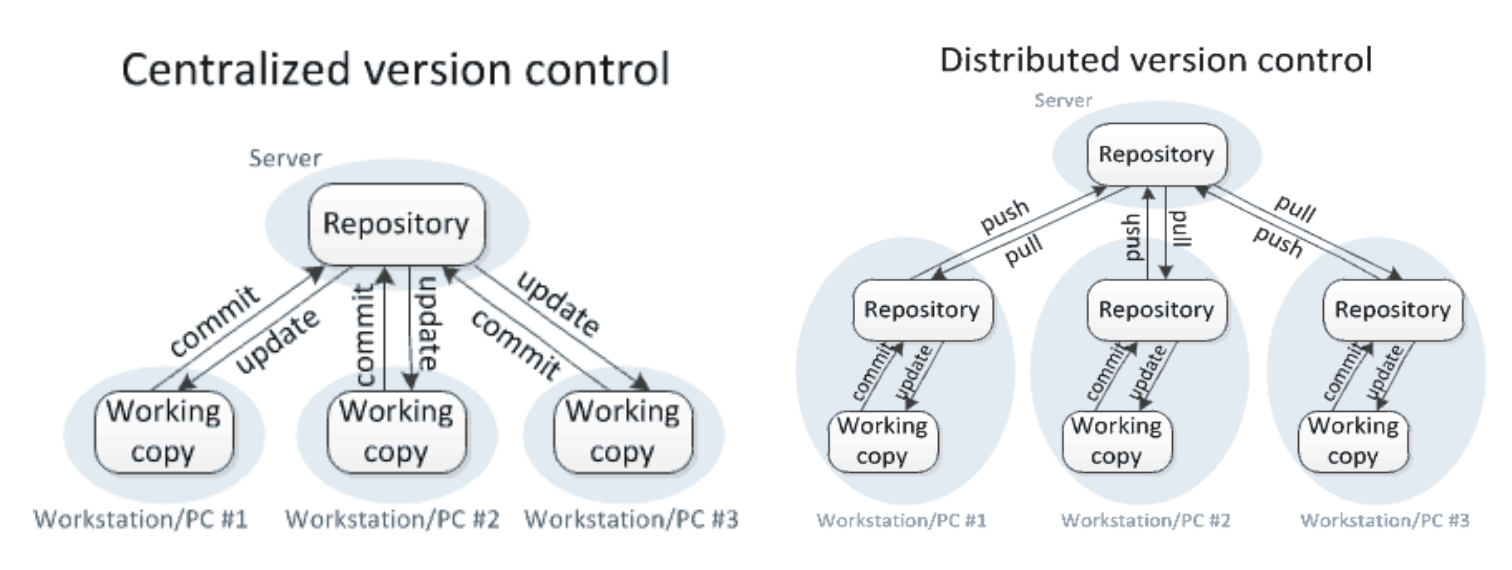 Centralized version control
Server
Repository
commit
update
commit
update
commit
update
Working
copy
Working
copy
Working
copy
Workstation/PC #1
Workstation/PC #2
Workstation/PC #3
Distributed version control
Server
Repository
push
pull
push
pull
pull
push
Repository
Repository
Repository
commit
update
commit
update
commit
update
Working
copy
Working
copy
Working
copy
Workstation/PC #1
Workstation/PC #2
Workstation/PC #3